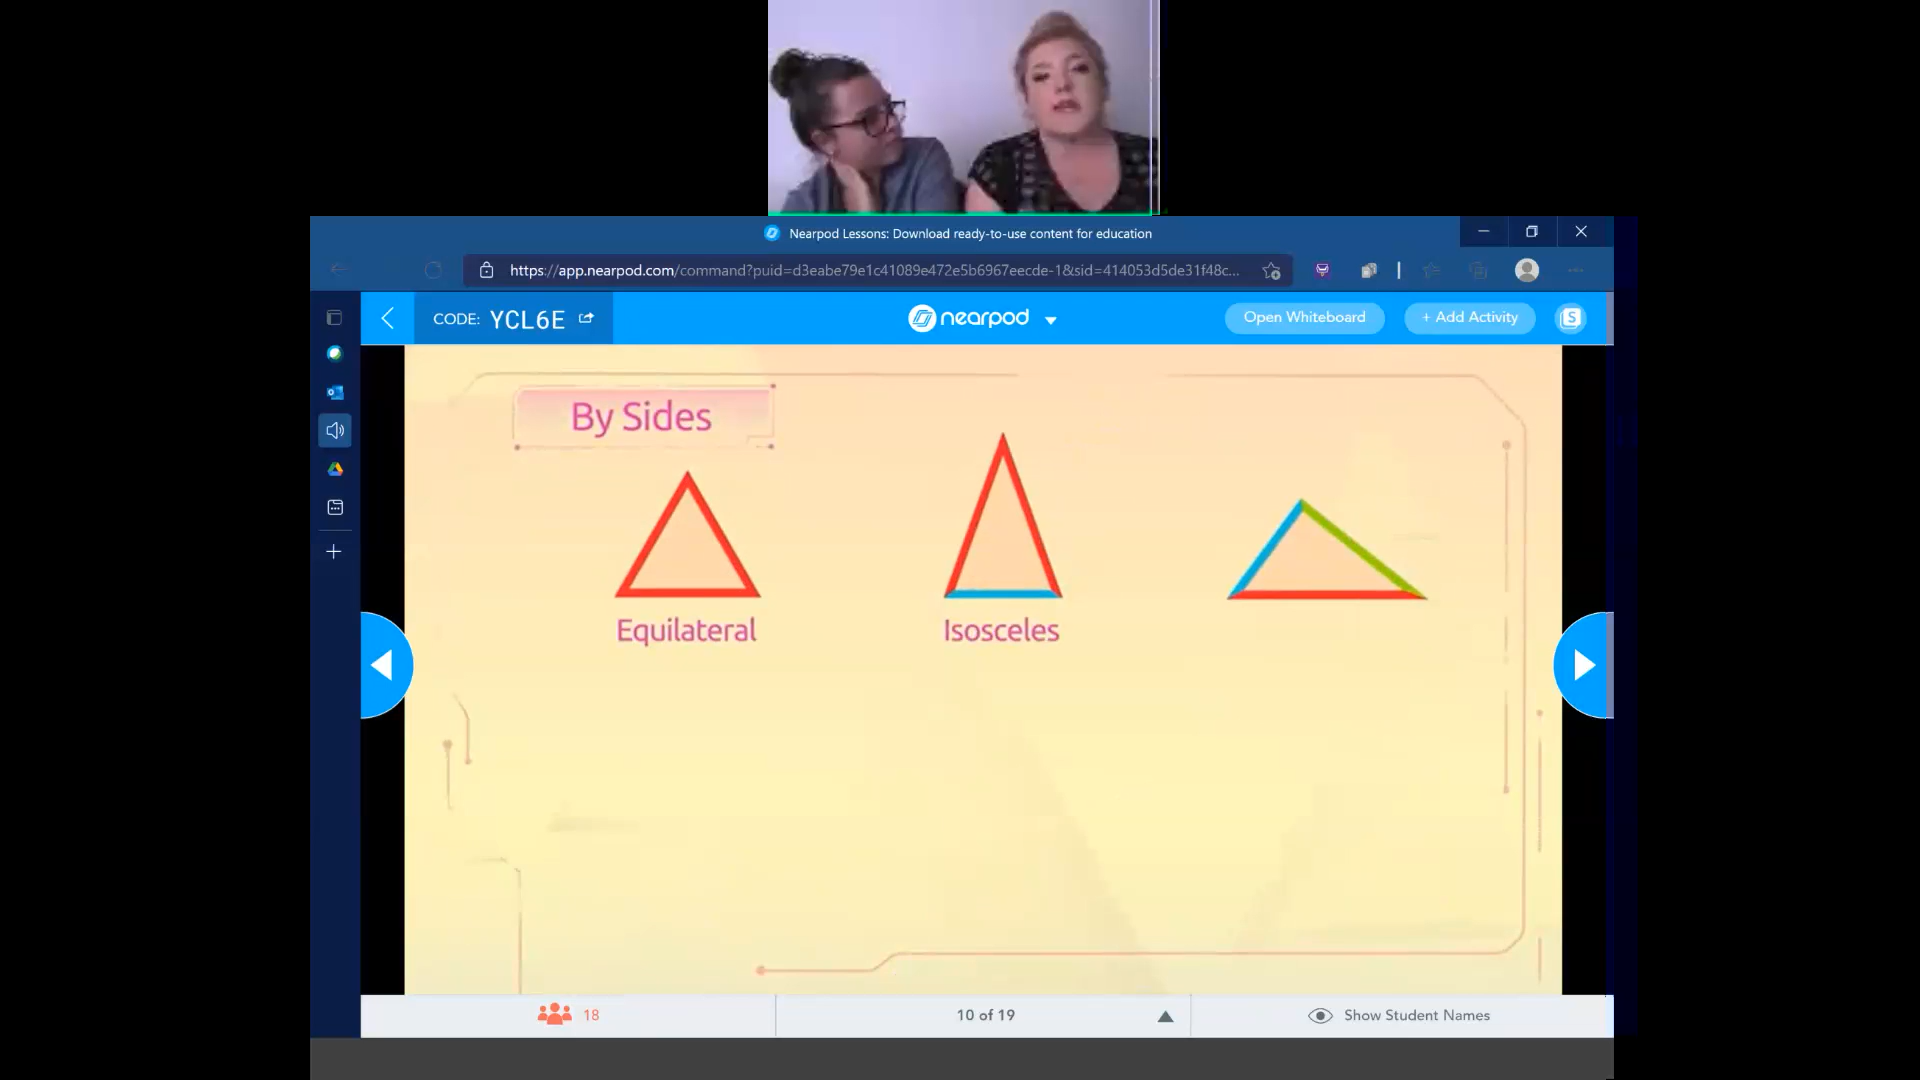 Nearpod Lessons: Download ready-to-use content for education
https://app.nearpod.com/command?puid=d3eabe79e1c41089e472e5b6967eecde-1&sid=414053d5de31f48c...
CODE: YCL6E
nearpod
Open Whiteboard
+ Add Activity
S
By Sides
Equilateral
Isosceles
18
10 of 19
Show Student Names